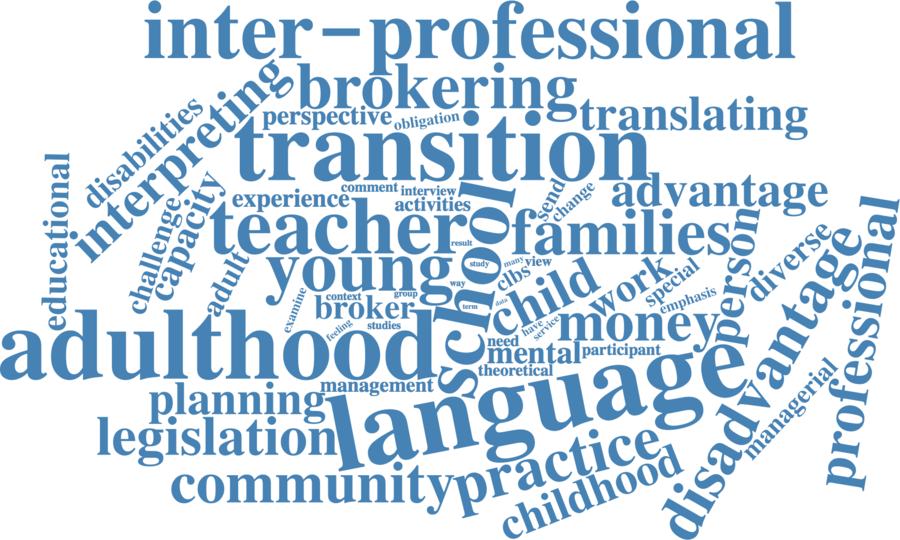 inter-professional
brokering
interpreting
translating
perspective
obligation
disabilities
transition
educational
comment
interview
experience
activities
send
change
advantage
challenge
capacity
teacher
school
families
person
professional
result
study
many
view
clbs
adult
young
way
child
work
special
diverse
examine
context
group
broker
term
data
emphasis
feeling
studies
have
service
money
adulthood
need
mental
participant
theoretical
disadvantage
managerial
management
planning
language
legislation
practice
community
childhood